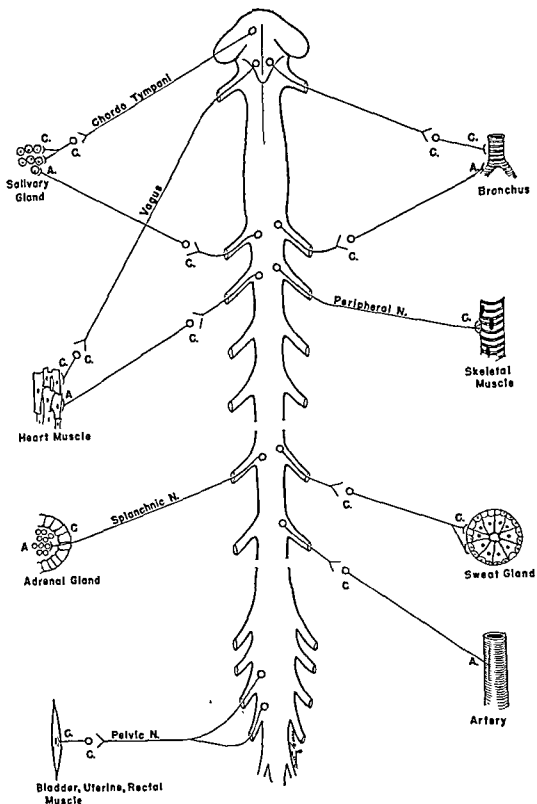 Chorda Tympani
C.
C.
A.
Salivary
Gland
C.
Vagus
C.
C.
A
C.
Heart Muscle
Splanchnic N.
C
A
Adrenal Gland
C.
C.
Pelvic N.
Bladder, Uterine, Rectal
Muscle
C.
C.
A.
Bronchus
C.
Peripheral N.
C.
Skeletal
Muscle
C.
C.
Sweat Gland
C
A.
Artery